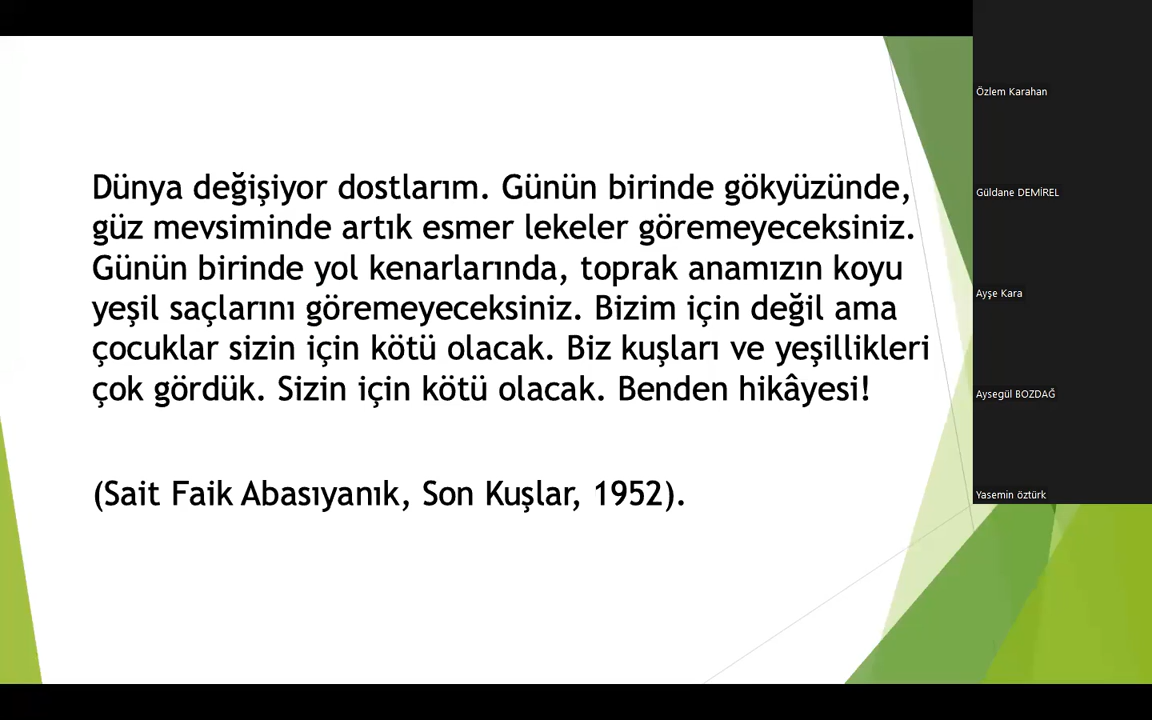 Dünya değişiyor dostlarım. Günün birinde gökyüzünde,
güz mevsiminde artık esmer lekeler göremeyeceksiniz.
Günün birinde yol kenarlarında, toprak anamızın koyu
yeşil saçlarını göremeyeceksiniz. Bizim için değil ama
çocuklar sizin için kötü olacak. Biz kuşları ve yeşillikleri
çok gördük. Sizin için kötü olacak. Benden hikâyesi!
(Sait Faik Abasıyanık, Son Kuşlar, 1952).
Özlem Karahan
Güldane DEMİREL
Ayşe Kara
Aysegül BOZDAĞ
Yasemin öztürk